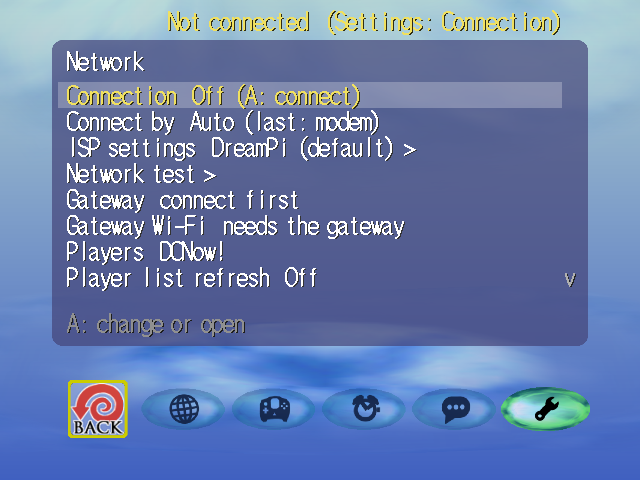 Not connected (Settings: Connection)
Network
Connection Off (A: connect)
Connect by Auto (last: modem)
ISP settings DreamPi (default) >
Network test >
Gateway connect first
Gateway Wi-Fi needs the gateway
Players DCNow!
Player list refresh Off
v
A: change or open
BACK